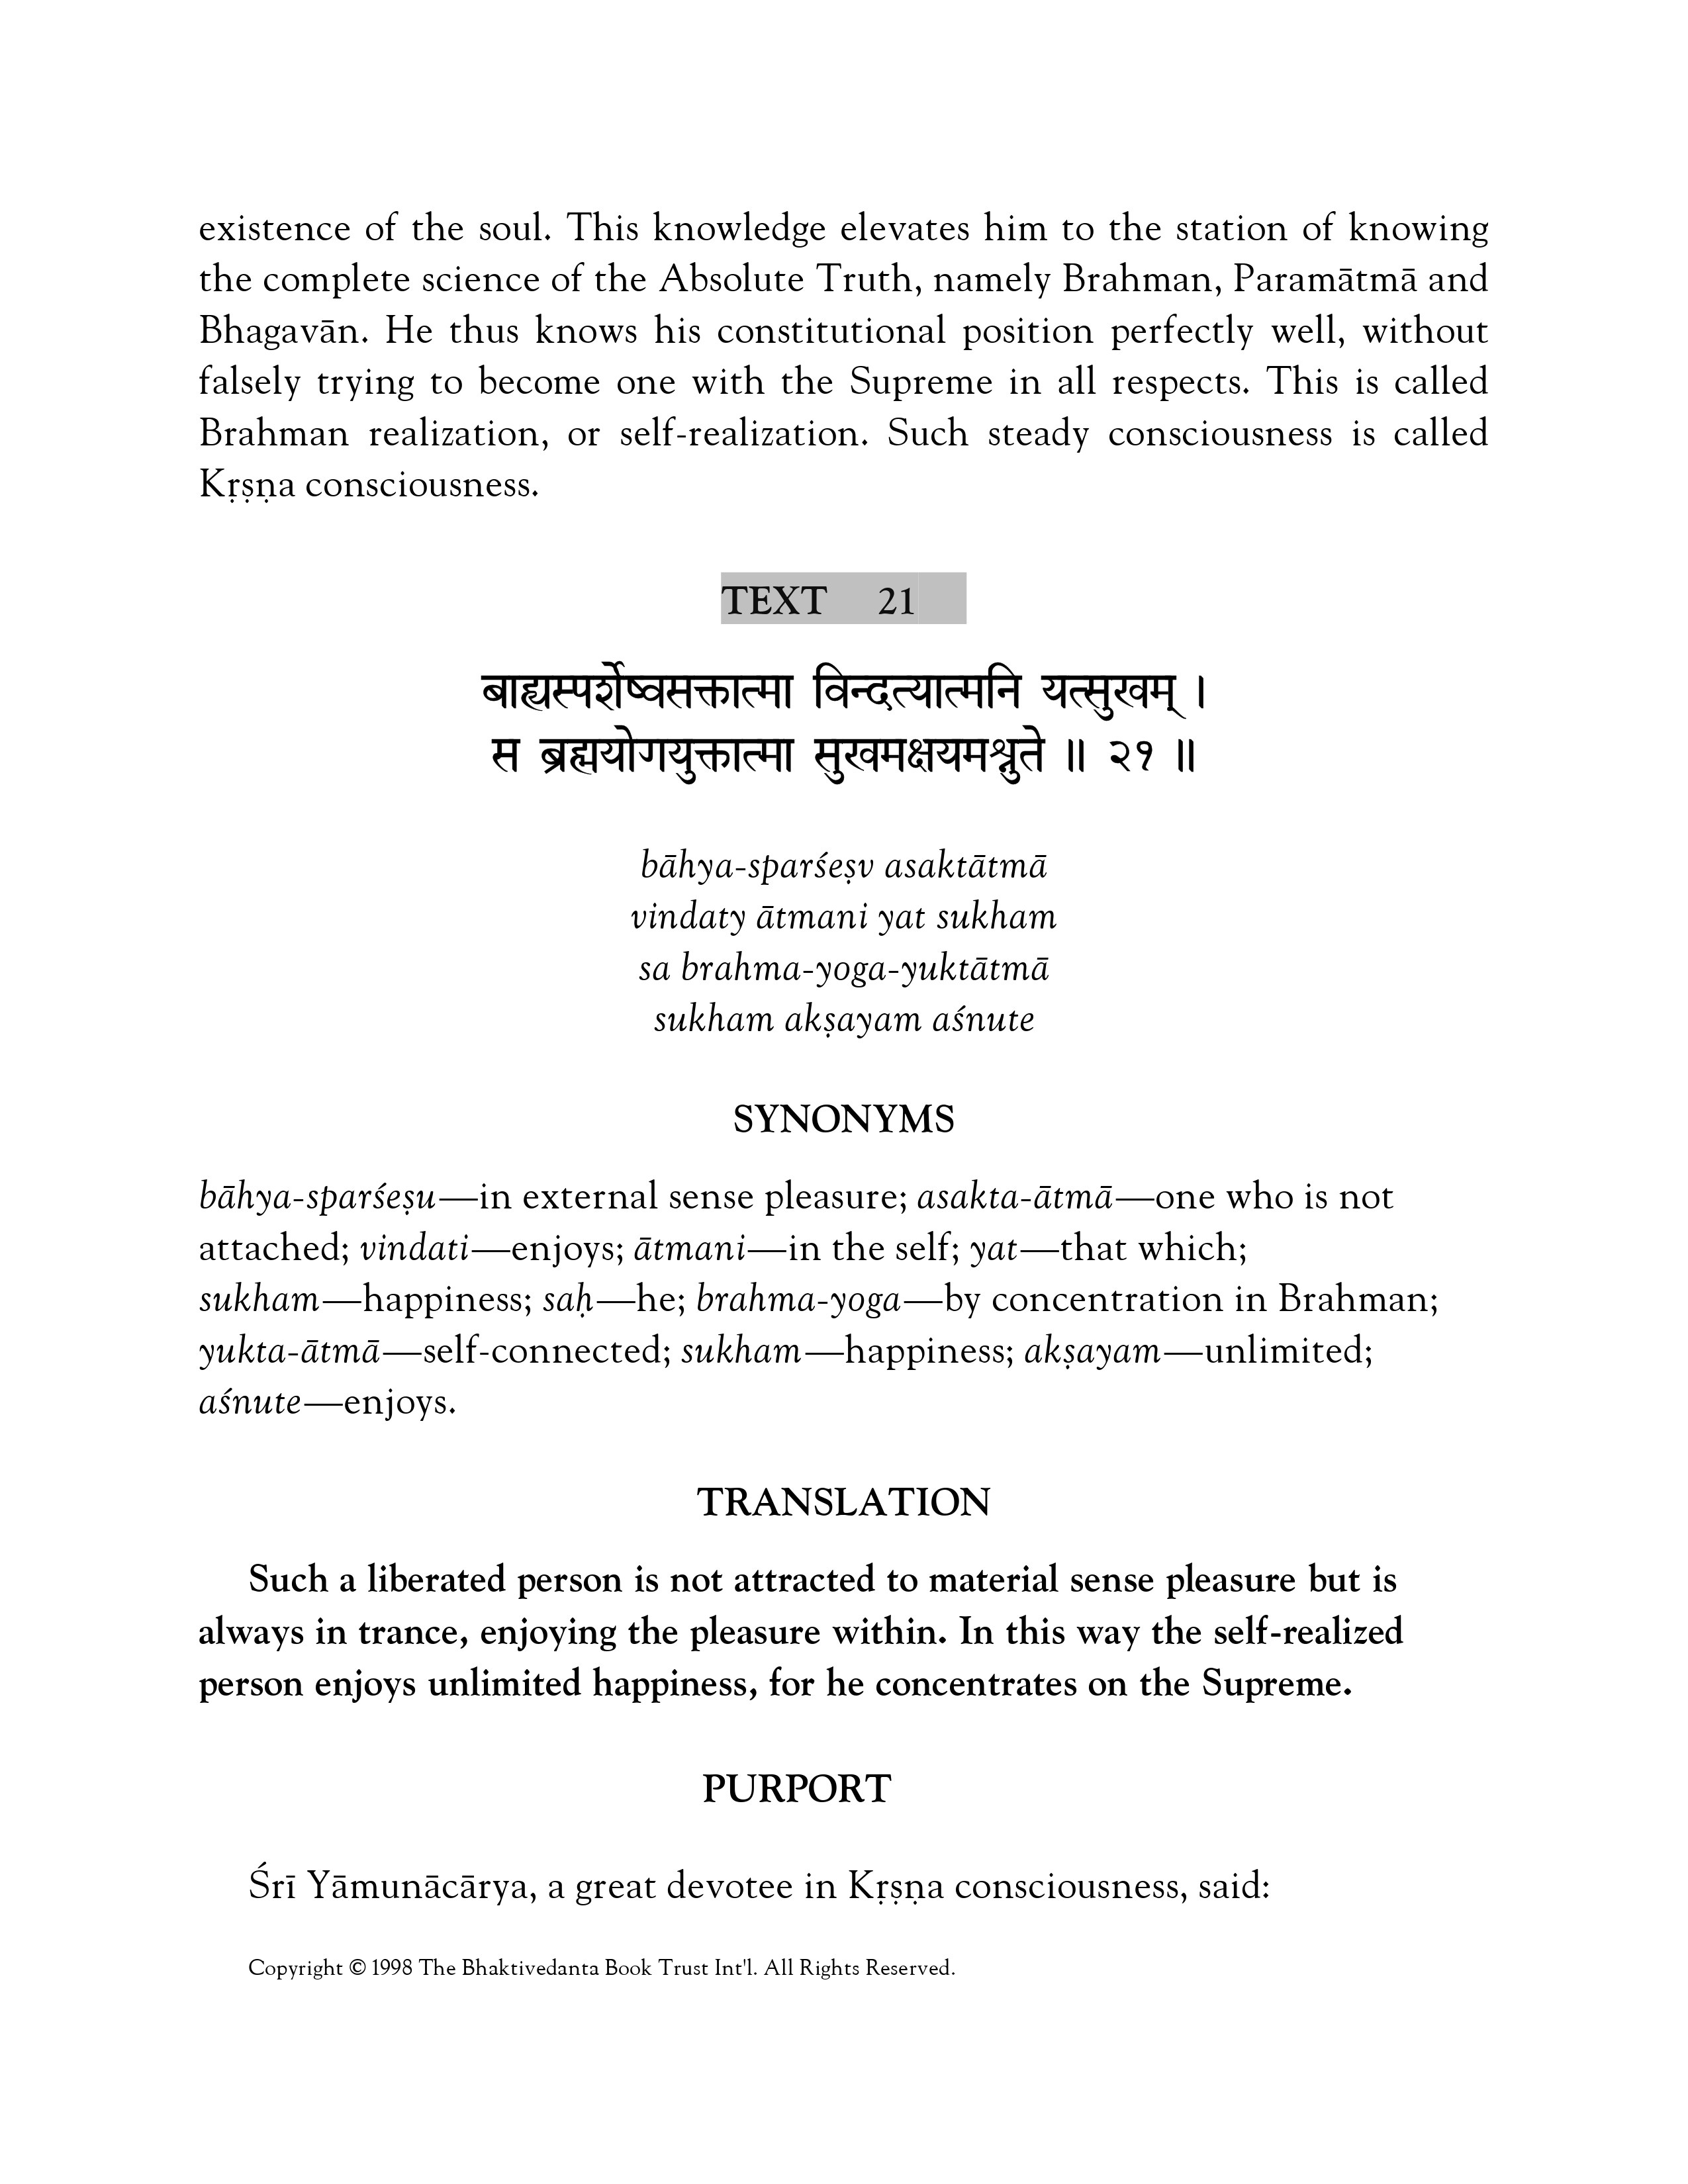 existence of the soul. This knowledge elevates him to the station of knowing
the complete science of the Absolute Truth, namely Brahman, Paramātmā and
Bhagavān. He thus knows his constitutional position perfectly well, without
falsely trying to become one with the Supreme in all respects. This is called
Brahman realization, or self-realization. Such steady consciousness is called
Kṛṣṇa consciousness.
TEXT 21
बाह्यस्पर्शेष्वसक्तात्मा विन्दत्यात्मनि यत्सुखम् ।
स ब्रह्मयोगयुक्तात्मा सुखमक्षयमश्नुते ॥ २१ ॥
bāhya-sparśeṣv asaktātmā
vindaty ātmani yat sukham
sa brahma-yoga-yuktātmā
sukham akṣayam aśnute
SYNONYMS
bāhya-sparśeṣu—in external sense pleasure; asakta-ātmā—one who is not
attached; vindati—enjoys; ātmani—in the self; yat—that which;
sukham—happiness; saḥ—he; brahma-yoga—by concentration in Brahman;
yukta-ātmā—self-connected; sukham—happiness; akṣayam—unlimited;
aśnute—enjoys.
TRANSLATION
Such a liberated person is not attracted to material sense pleasure but is
always in trance, enjoying the pleasure within. In this way the self-realized
person enjoys unlimited happiness, for he concentrates on the Supreme.
PURPORT
Śrī Yāmunācārya, a great devotee in Kṛṣṇa consciousness, said:
Copyright © 1998 The Bhaktivedanta Book Trust Int'l. All Rights Reserved.